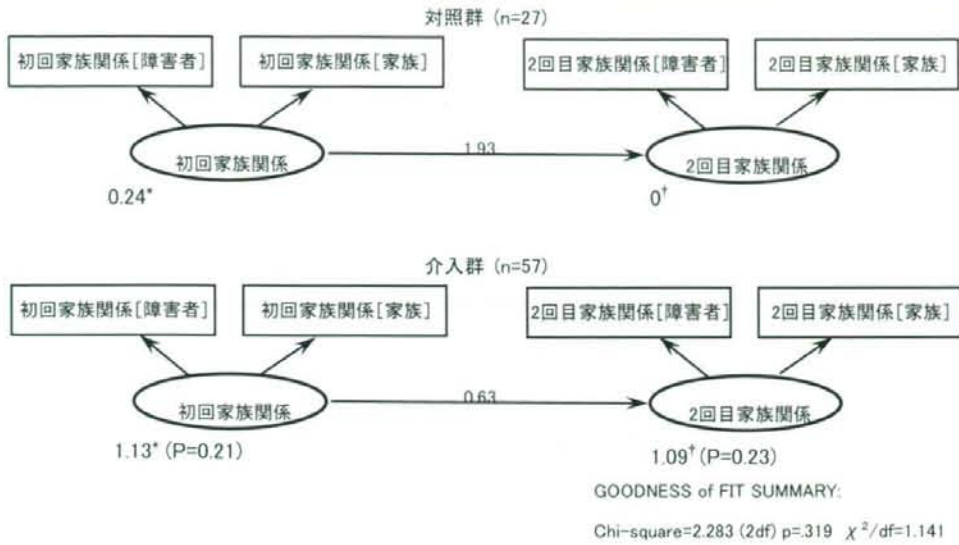 対照群 (n=27)
初回家族関係[障害者]
初回家族関係[家族]
2回目家族関係[障害者]
2回目家族関係[家族]
初回家族関係
1.93
2回目家族関係
0.24*
0†
介入群 (n=57)
初回家族関係[障害者]
初回家族関係[家族]
2回目家族関係[障害者]
2回目家族関係[家族]
初回家族関係
0.63
2回目家族関係
1.13* (P=0.21)
1.09† (P=0.23)
GOODNESS of FIT SUMMARY:
Chi-square=2.283 (2df) p=.319 χ²/df=1.141